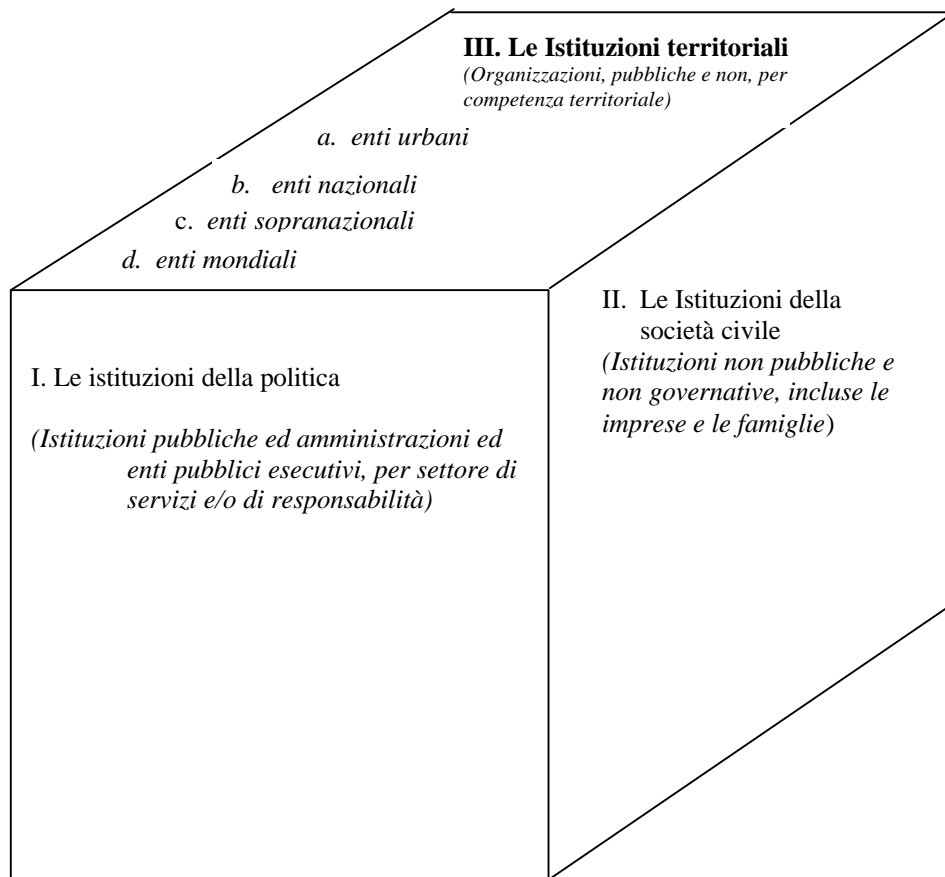 III. Le Istituzioni territoriali
(Organizzazioni, pubbliche e non, per
competenza territoriale)
a. enti urbani
b. enti nazionali
c. enti sopranazionali
d. enti mondiali
I. Le istituzioni della politica
(Istituzioni pubbliche ed amministrazioni ed
enti pubblici esecutivi, per settore di
servizi e/o di responsabilità)
II. Le Istituzioni della
società civile
(Istituzioni non pubbliche e
non governative, incluse le
imprese e le famiglie)